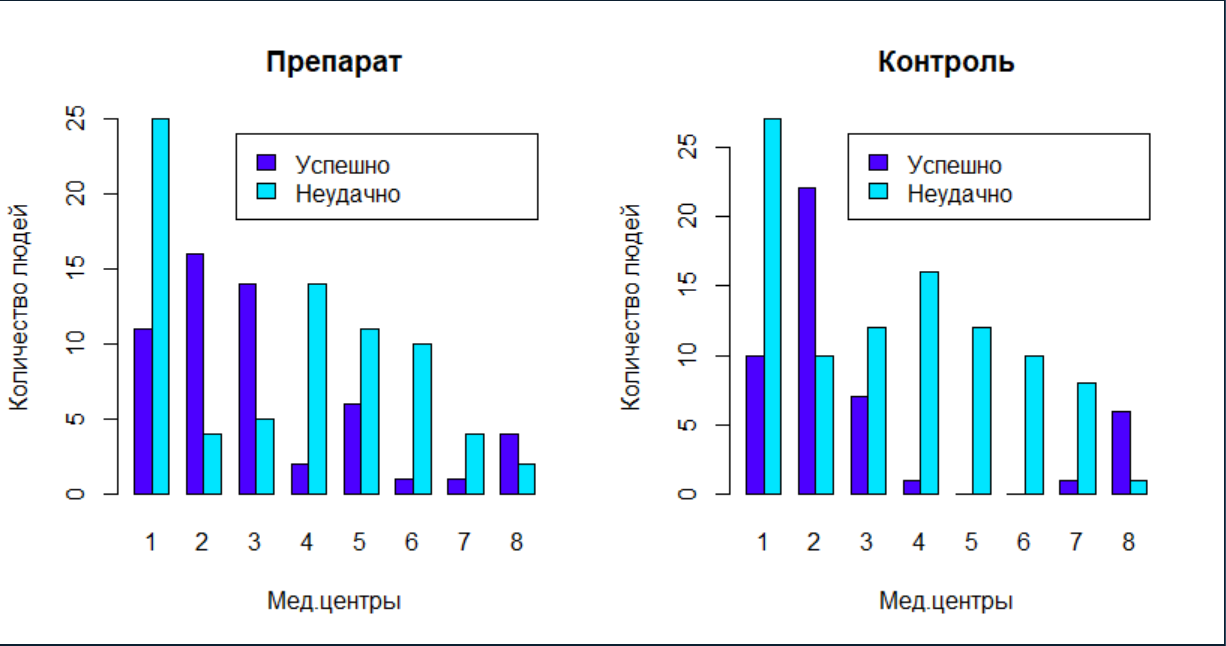 Препарат
Количество людей
0 5 10 15 20 25
Успешно
Неудачно
1 2 3 4 5 6 7 8
Мед.центры
Контроль
Количество людей
0 5 10 15 20 25
Успешно
Неудачно
1 2 3 4 5 6 7 8
Мед.центры